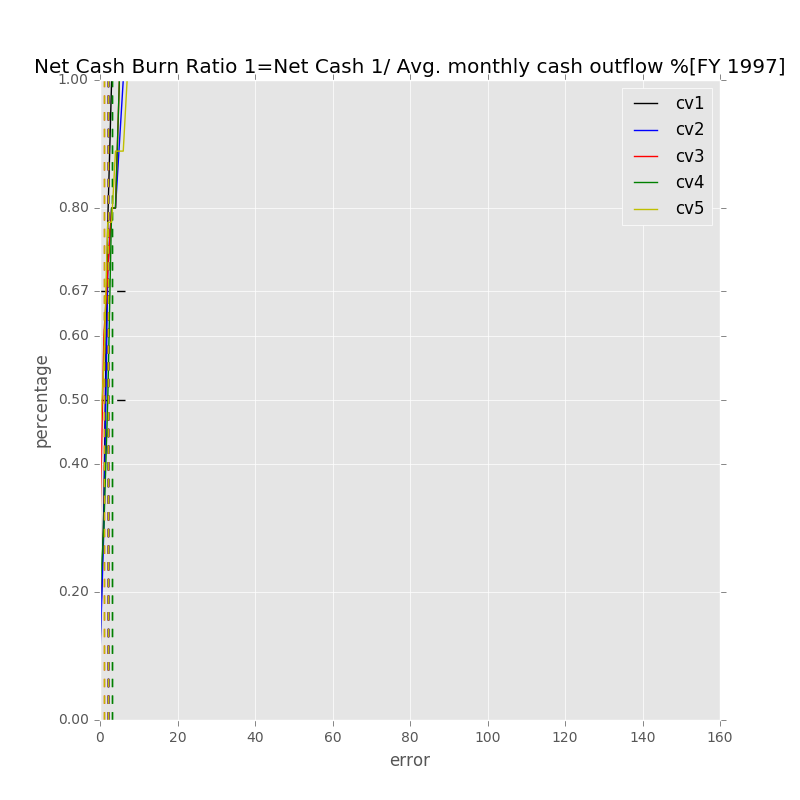 Net Cash Burn Ratio 1=Net Cash 1/ Avg. monthly cash outflow %[FY 1997]
1.00
0.80
0.67
0.60
0.50
0.40
0.20
0.00
percentage
cv1
cv2
cv3
cv4
cv5
0 20 40 60 80 100 120 140 160
error